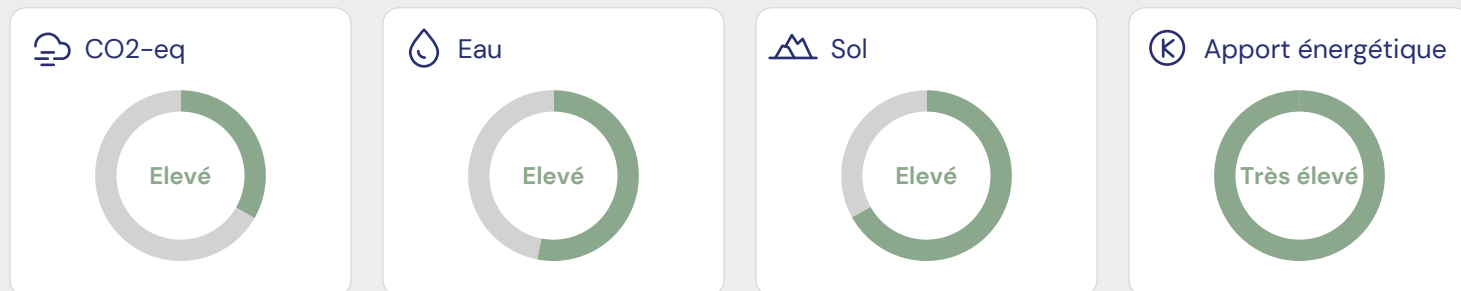 CO2-eq
Elevé
Eau
Elevé
Sol
Elevé
Apport énergétique
Très élevé